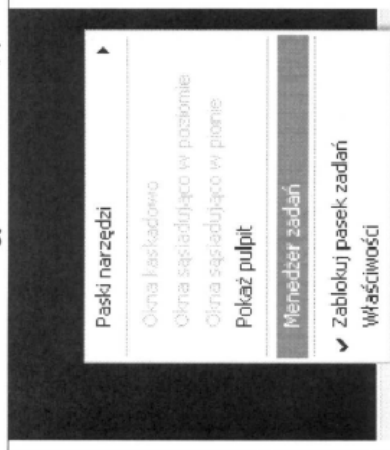 Paski narzędzi
Okna kaskadowo
Okna sąsiadująco w poziomie
Okna sąsiadująco w pionie
Pokaż pulpit
Menedżer zadań
Zablokuj pasek zadań
Właściwości